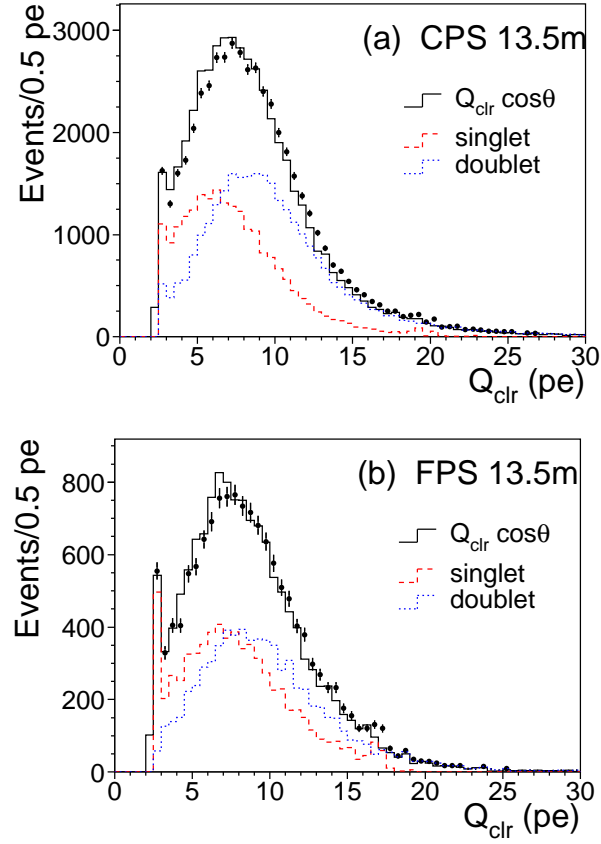 (a) CPS 13.5m
Events/0.5 pe
Q_clr cosθ
singlet
doublet
3000
2000
1000
0
0 5 10 15 20 25 30
Q_clr (pe)
(b) FPS 13.5m
Events/0.5 pe
Q_clr cosθ
singlet
doublet
800
600
400
200
0
0 5 10 15 20 25 30
Q_clr (pe)